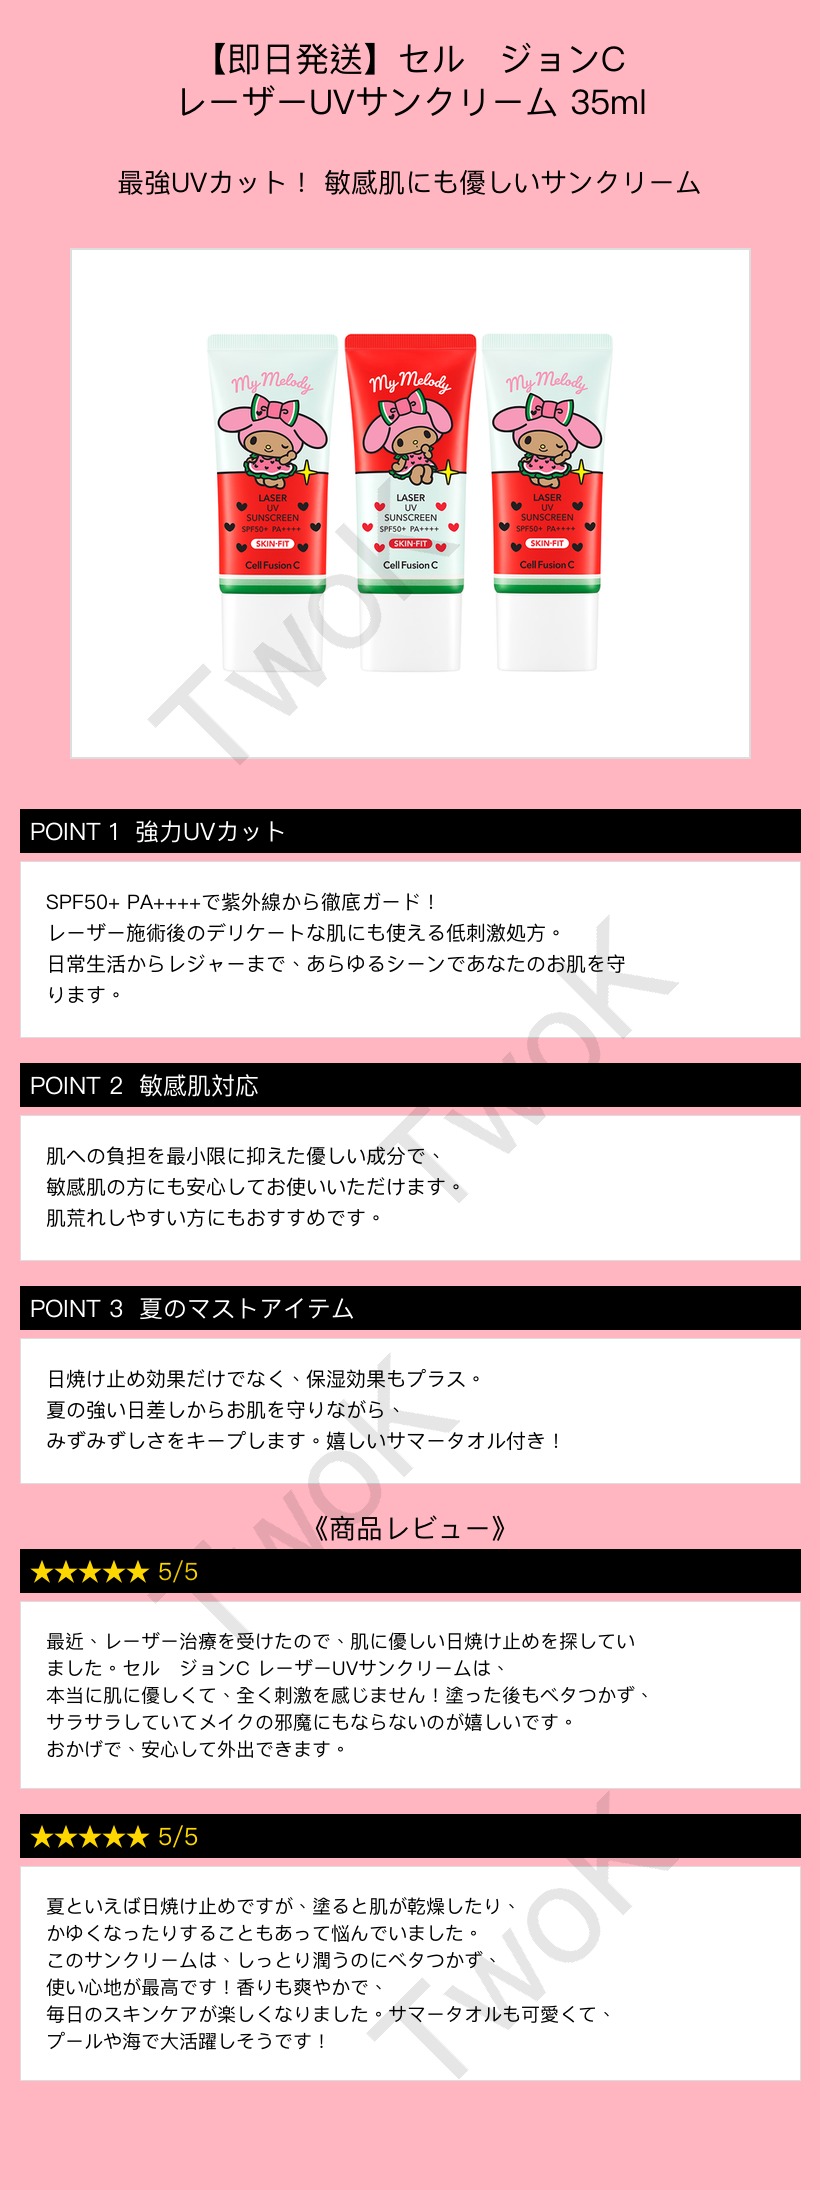 【即日発送】セル　ジョンC
レーザーUVサンクリーム 35ml
最強UVカット！ 敏感肌にも優しいサンクリーム
My Melody
LASER
UV
SUNSCREEN
SPF50+ PA++++
SKIN-FIT
Cell Fusion C
My Melody
LASER
UV
SUNSCREEN
SPF50+ PA++++
SKIN-FIT
Cell Fusion C
My Melody
LASER
UV
SUNSCREEN
SPF50+ PA++++
SKIN-FIT
Cell Fusion C
TwoK
POINT 1 強力UVカット
SPF50+ PA++++で紫外線から徹底ガード！
レーザー施術後のデリケートな肌にも使える低刺激処方。
日常生活からレジャーまで、あらゆるシーンであなたのお肌を守
ります。
TwoK
POINT 2 敏感肌対応
肌への負担を最小限に抑えた優しい成分で、
敏感肌の方にも安心してお使いいただけます。
肌荒れしやすい方にもおすすめです。
POINT 3 夏のマストアイテム
日焼け止め効果だけでなく、保湿効果もプラス。
夏の強い日差しからお肌を守りながら、
みずみずしさをキープします。嬉しいサマータオル付き！
TwoK
《商品レビュー》
★★★★★ 5/5
最近、レーザー治療を受けたので、肌に優しい日焼け止めを探してい
ました。セル　ジョンC レーザーUVサンクリームは、
本当に肌に優しくて、全く刺激を感じません！塗った後もベタつかず、
サラサラしていてメイクの邪魔にもならないのが嬉しいです。
おかげで、安心して外出できます。
★★★★★ 5/5
夏といえば日焼け止めですが、塗ると肌が乾燥したり、
かゆくなったりすることもあって悩んでいました。
このサンクリームは、しっとり潤うのにベタつかず、
使い心地が最高です！香りも爽やかで、
毎日のスキンケアが楽しくなりました。サマータオルも可愛くて、
プールや海で大活躍しそうです！
TwoK